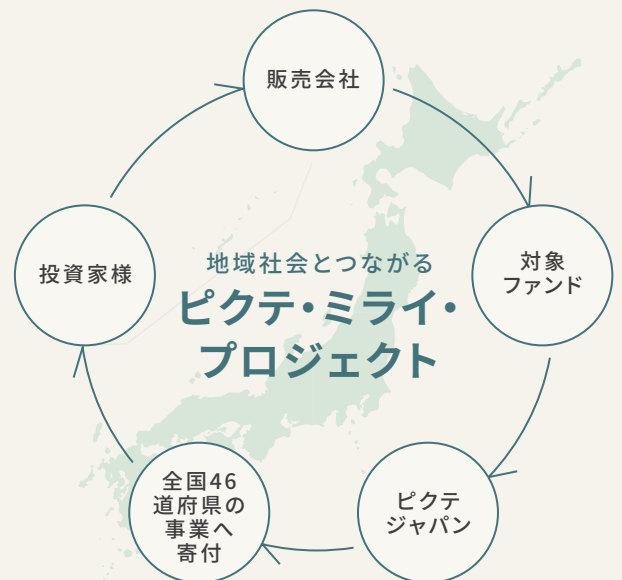 販売会社
対象
ファンド
ピクテ
ジャパン
全国46
道府県の
事業へ
寄付
投資家様
地域社会とつながる
ピクテ・ミライ・
プロジェクト